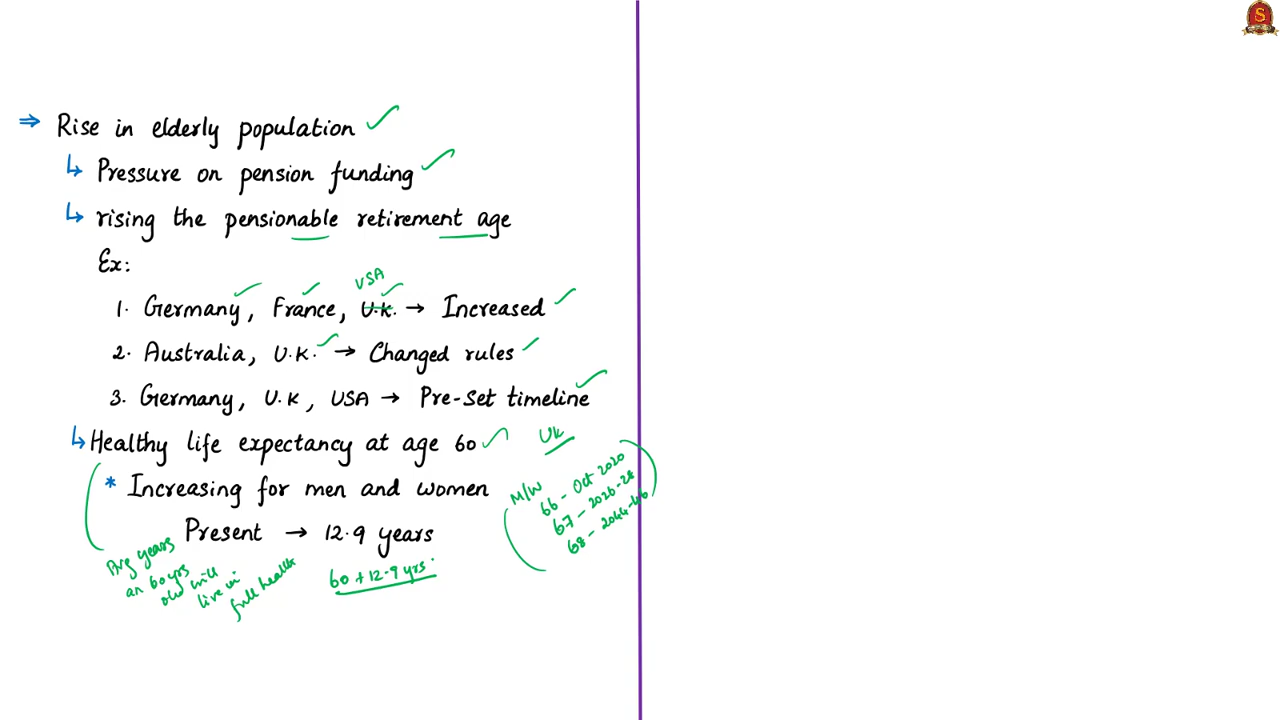 ⇒ Rise in elderly population ✓
↳ Pressure on pension funding ✓
↳ rising the pensionable retirement age
Ex:
USA
1. Germany, France, U.K. → Increased ✓
2. Australia, U.K. → Changed rules ✓
3. Germany, U.K, USA → Pre-Set timeline ✓
↳ Healthy life expectancy at age 60 ✓
* Increasing for men and women
Present → 12.9 years
60 + 12.9 yrs.
Avg years
an 60 yrs
old will
live in
full health
UK
M/W
66 - Oct 2020
67 - 2026-28
68 - 2044-46
S